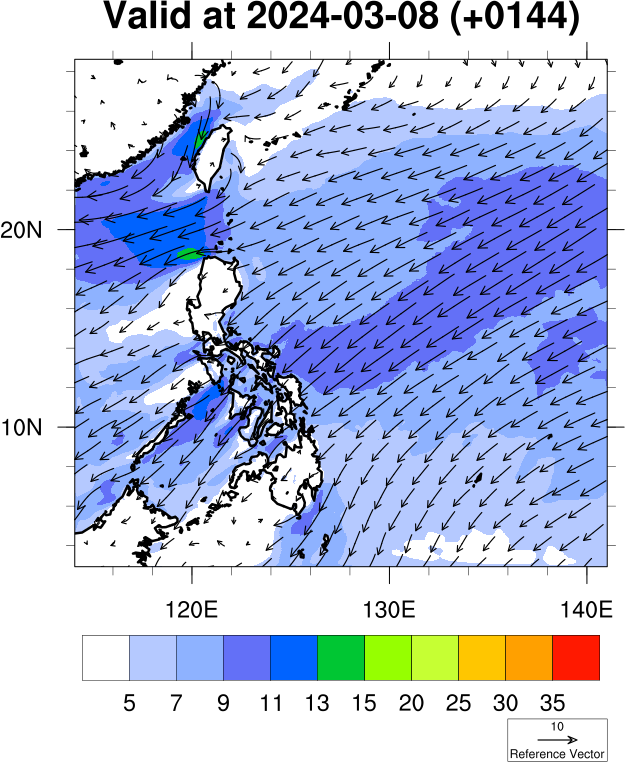 Valid at 2024-03-08 (+0144)
20N
10N
120E 130E 140E
5 7 9 11 13 15 20 25 30 35
10
Reference Vector